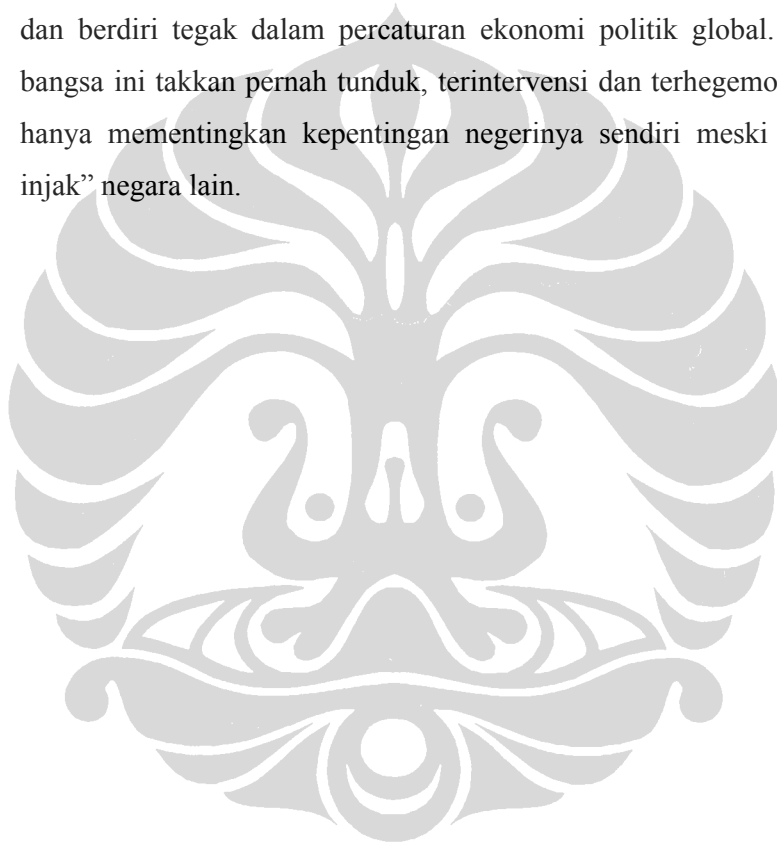 dan berdiri tegak dalam percaturan ekonomi politik global.
bangsa ini takkan pernah tunduk, terintervensi dan terhegemo
hanya mementingkan kepentingan negerinya sendiri meski
injak” negara lain.